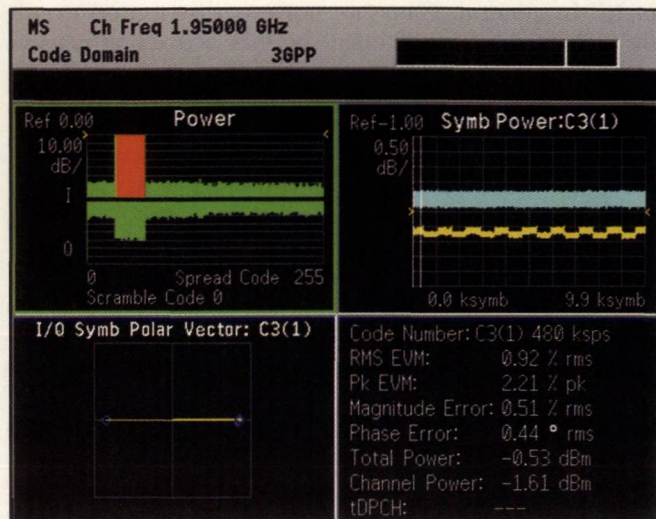 MS Ch Freq 1.95000 GHz
Code Domain 3GPP
Ref 0.00 Power
10.00
dB/
I
Q
0 Spread Code 255
Scramble Code 0
Ref-1.00 Symb Power:C3(1)
0.50
dB/
0.0 ksymb 9.9 ksymb
I/Q Symb Polar Vector: C3(1)
Code Number: C3(1) 480 ksps
RMS EVM: 0.92 % rms
Pk EVM: 2.21 % pk
Magnitude Error: 0.51 % rms
Phase Error: 0.44 ° rms
Total Power: -0.53 dBm
Channel Power: -1.61 dBm
tDPCH: ---